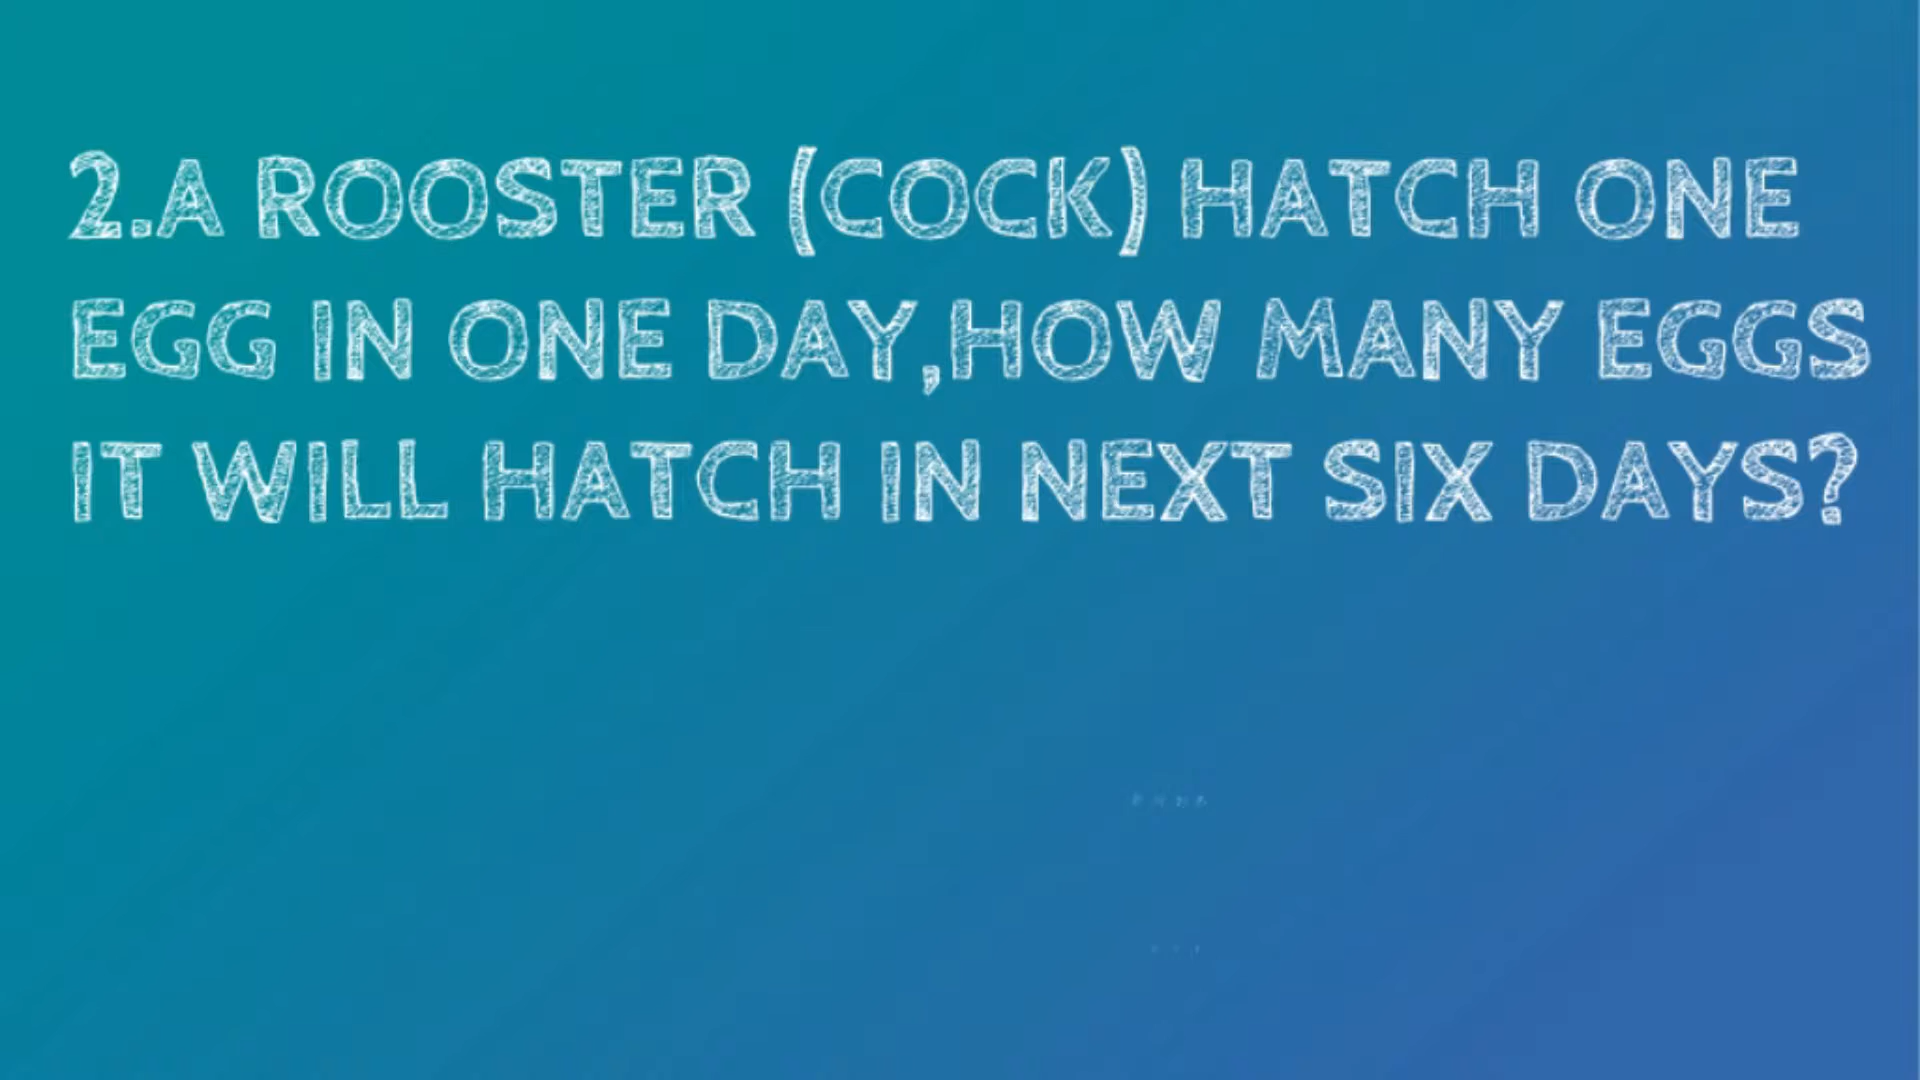 2.A ROOSTER (COCK) HATCH ONE
EGG IN ONE DAY,HOW MANY EGGS
IT WILL HATCH IN NEXT SIX DAYS?